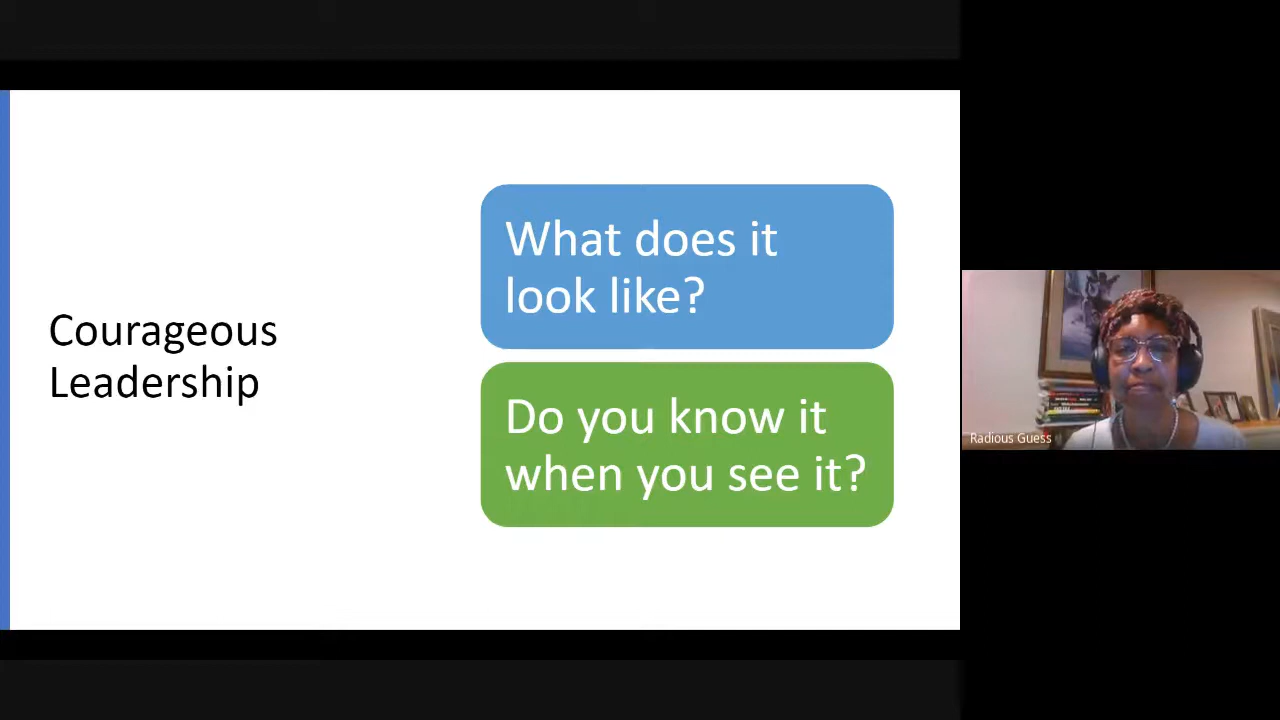 Courageous
Leadership
What does it
look like?
Do you know it
when you see it?
Radious Guess